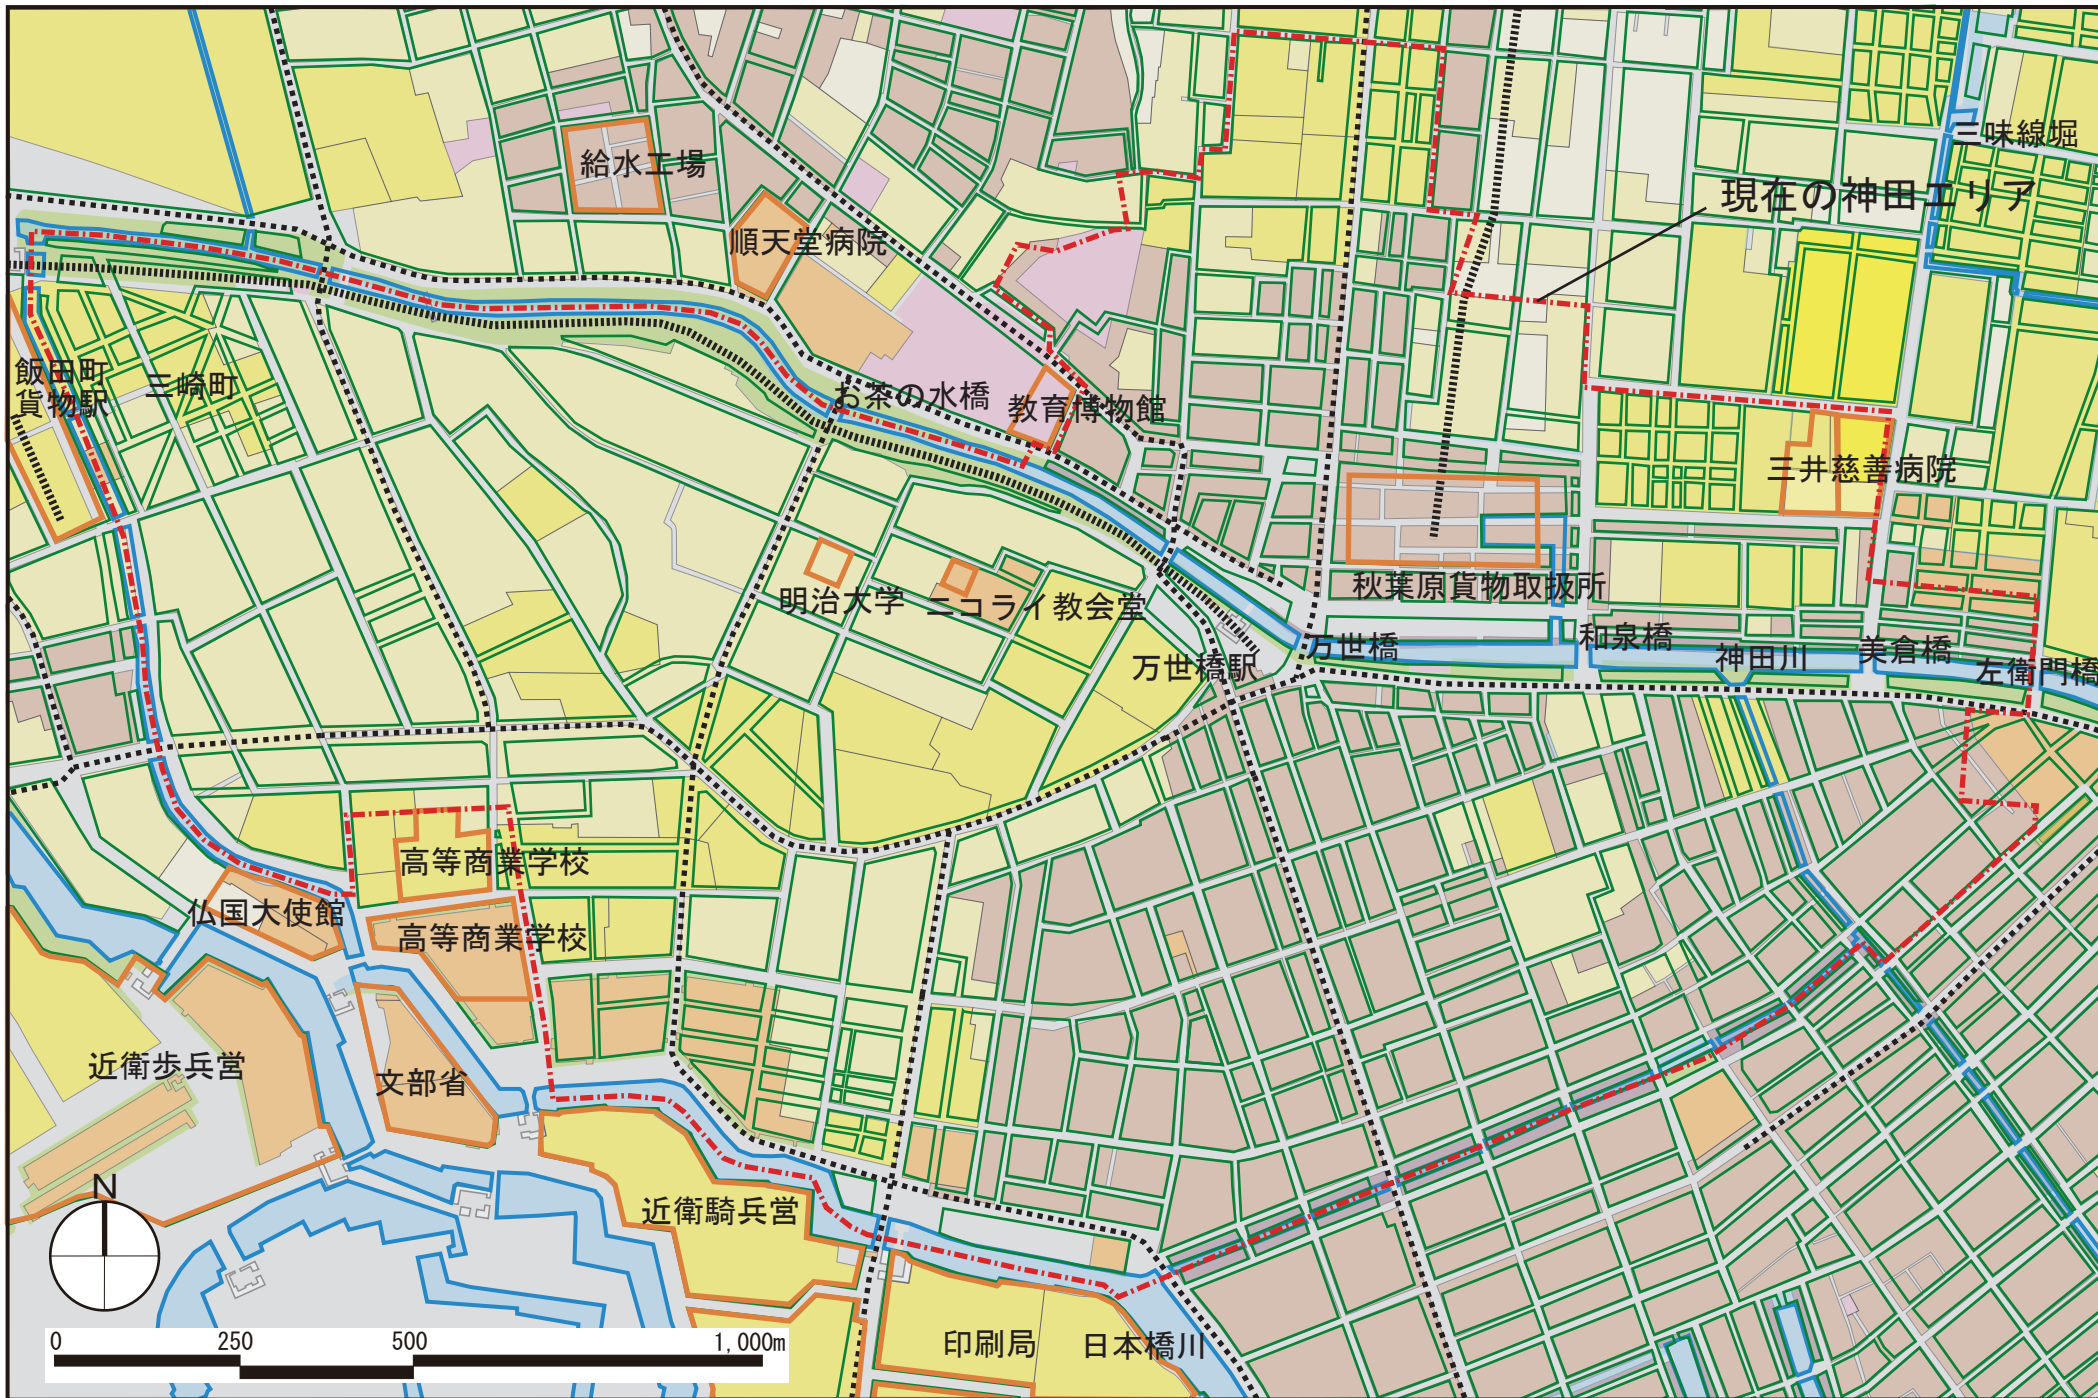 三味線堀
給水工場
現在の神田エリア
順天堂病院
飯田町
貨物駅
三崎町
お茶の水橋
教育博物館
三井慈善病院
秋葉原貨物取扱所
明治大学
ニコライ教会堂
万世橋
和泉橋
神田川
美倉橋
左衛門橋
万世橋駅
高等商業学校
仏国大使館
高等商業学校
近衛歩兵営
文部省
N
近衛騎兵営
印刷局
日本橋川
0
250
500
1,000m